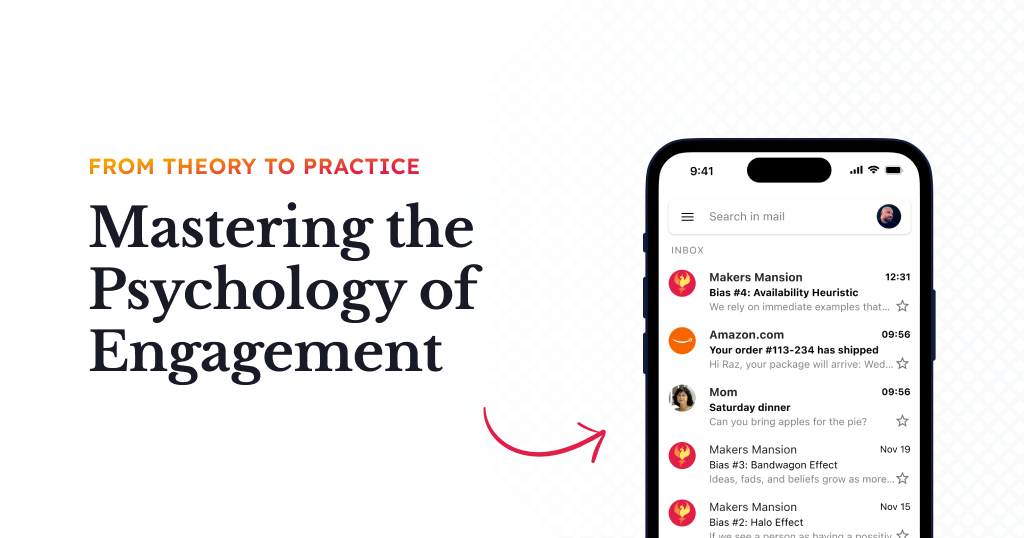 FROM THEORY TO PRACTICE
Mastering the
Psychology of
Engagement
9:41
Search in mail
INBOX
Makers Mansion 12:31
Bias #4: Availability Heuristic
We rely on immediate examples that...
Amazon.com 09:56
Your order #113-234 has shipped
Hi Raz, your package will arrive: Wed...
Mom 09:56
Saturday dinner
Can you bring apples for the pie?
Makers Mansion Nov 19
Bias #3: Bandwagon Effect
Ideas, fads, and beliefs grow as more...
Makers Mansion Nov 15
Bias #2: Halo Effect
If we see a person as having a possitiv